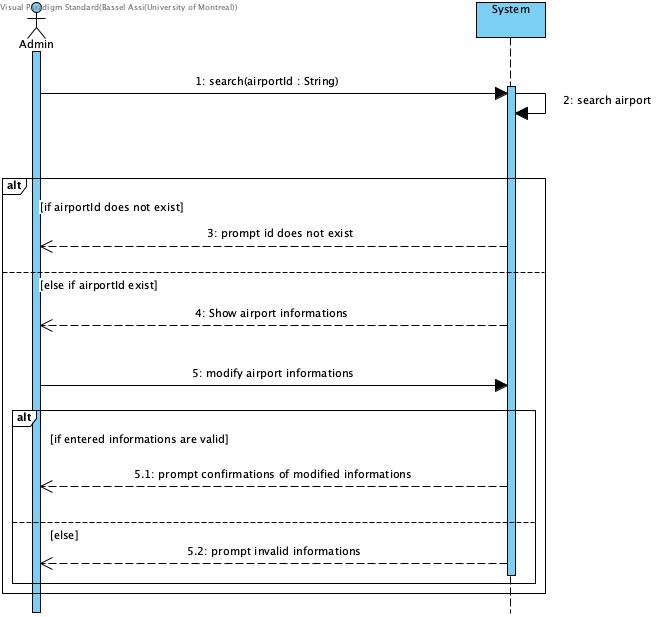 Visual Paradigm Standard(Bassel Assi(University of Montreal))
System
Admin
1: search(airportId : String)
2: search airport
alt
[if airportId does not exist]
3: prompt id does not exist
[else if airportId exist]
4: Show airport informations
5: modify airport informations
alt
[if entered informations are valid]
5.1: prompt confirmations of modified informations
[else]
5.2: prompt invalid informations